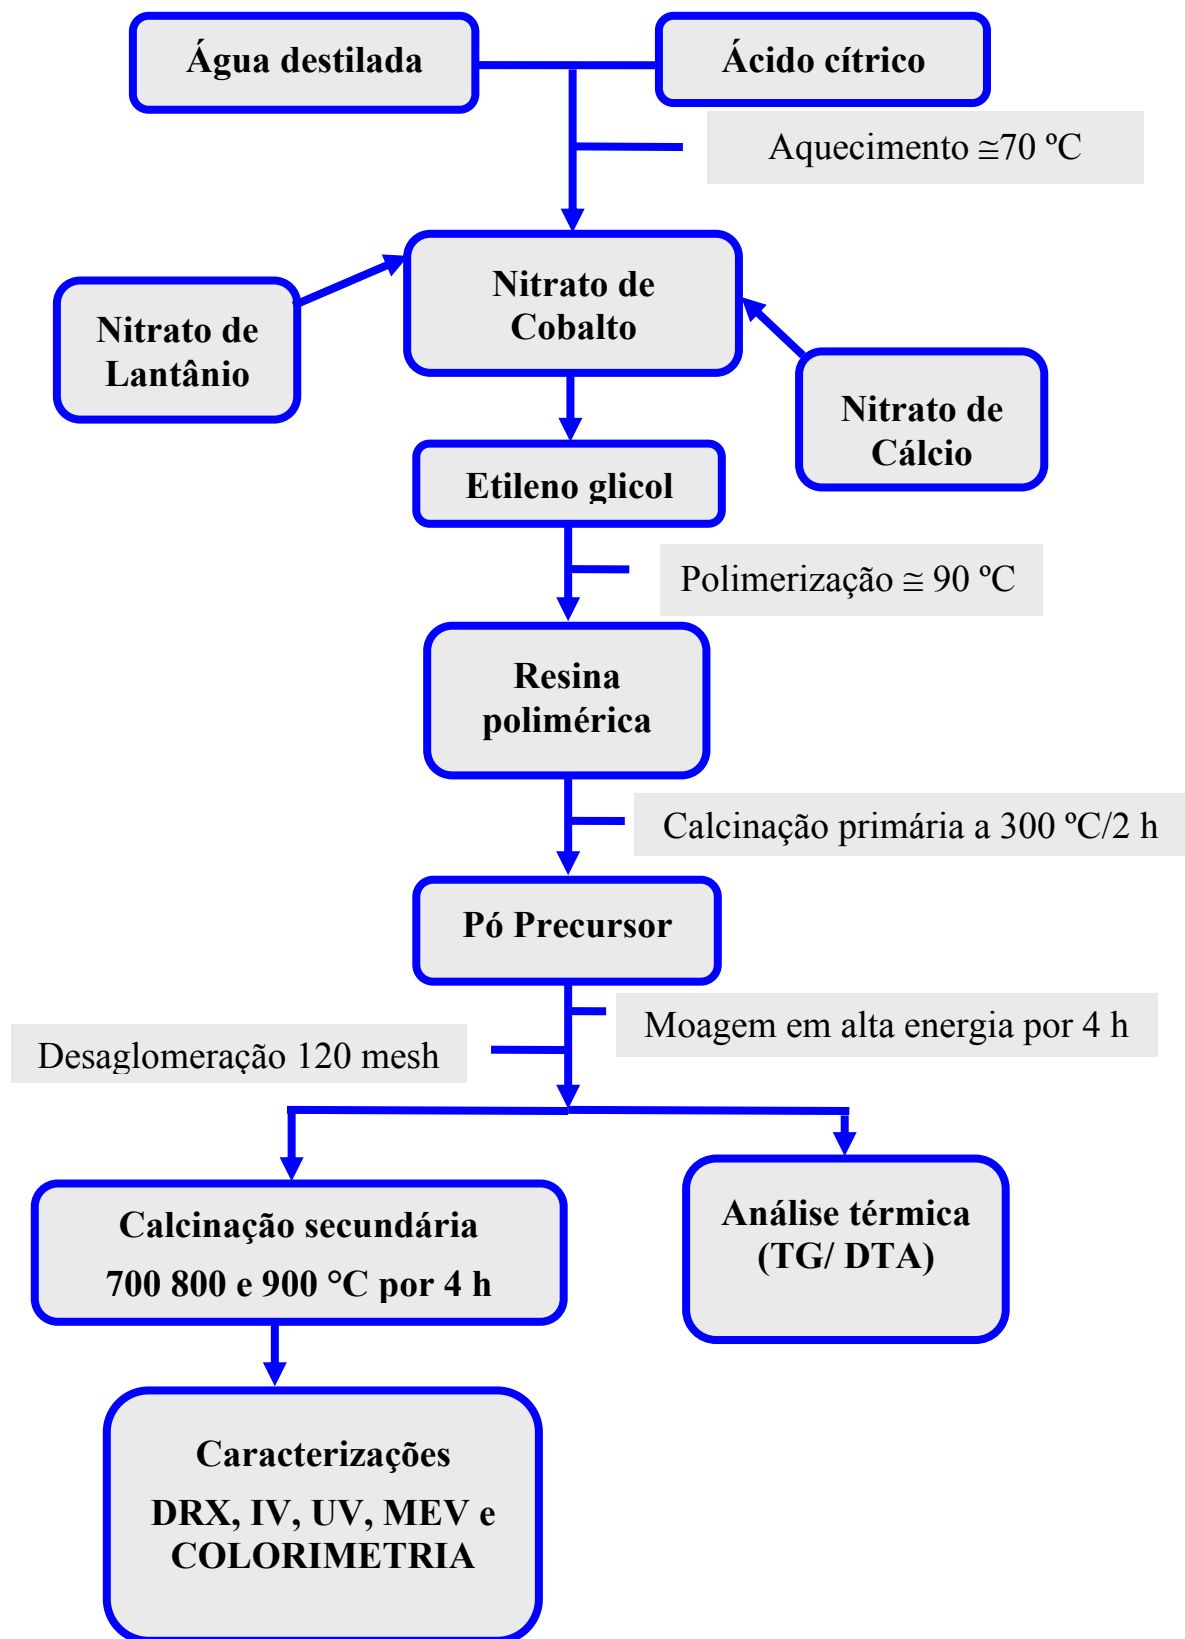 Água destilada
Ácido cítrico
Aquecimento ≅70 ºC
Nitrato de
Cobalto
Nitrato de
Lantânio
Nitrato de
Cálcio
Etileno glicol
Polimerização ≅ 90 ºC
Resina
polimérica
Calcinação primária a 300 ºC/2 h
Pó Precursor
Moagem em alta energia por 4 h
Desaglomeração 120 mesh
Calcinação secundária
700 800 e 900 °C por 4 h
Análise térmica
(TG/ DTA)
Caracterizações
DRX, IV, UV, MEV e
COLORIMETRIA